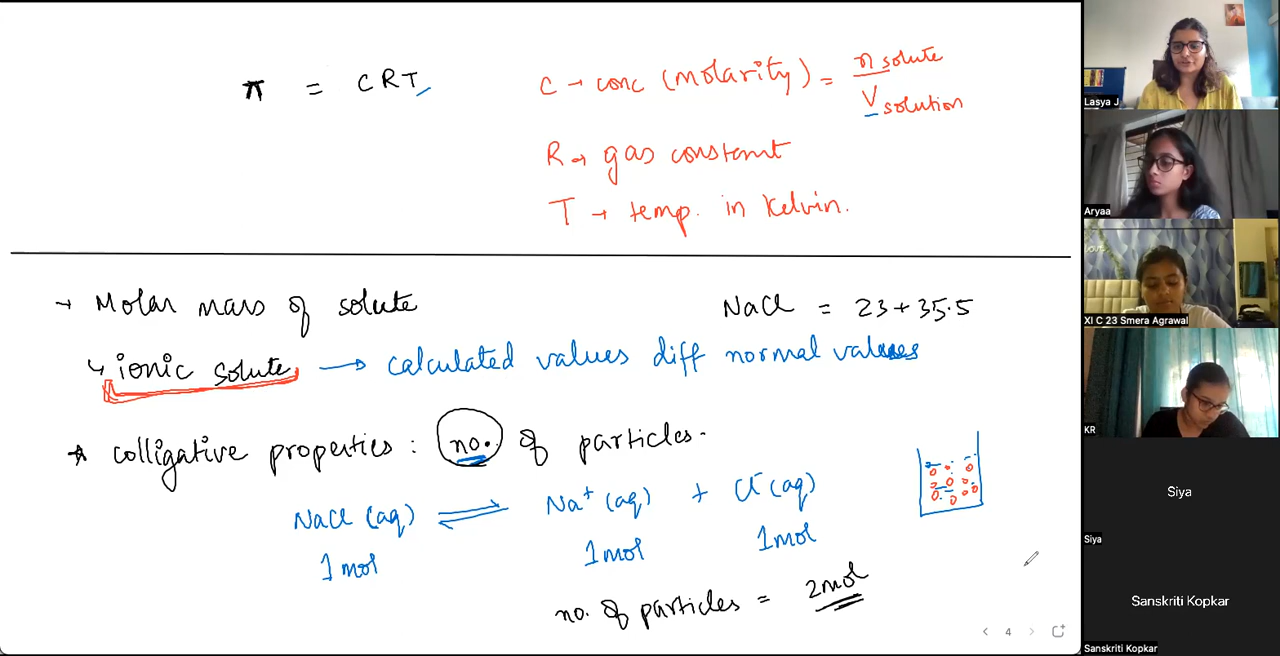 π = CRT
C → conc (molarity) = n solute / V solution
R → gas constant
T → temp. in Kelvin.
→ Molar mass of solute
NaCl = 23 + 35.5
↳ ionic solute → calculated values diff normal values
* colligative properties : no. of particles.
NaCl (aq) ⇌ Na⁺ (aq) + Cl⁻ (aq)
1 mol 1 mol 1 mol
no. of particles = 2 mol
< 4 >
Lasya J
Aryaa
XI C 23 Smera Agrawal
KR
Siya
Siya
Sanskriti Kopkar
Sanskriti Kopkar